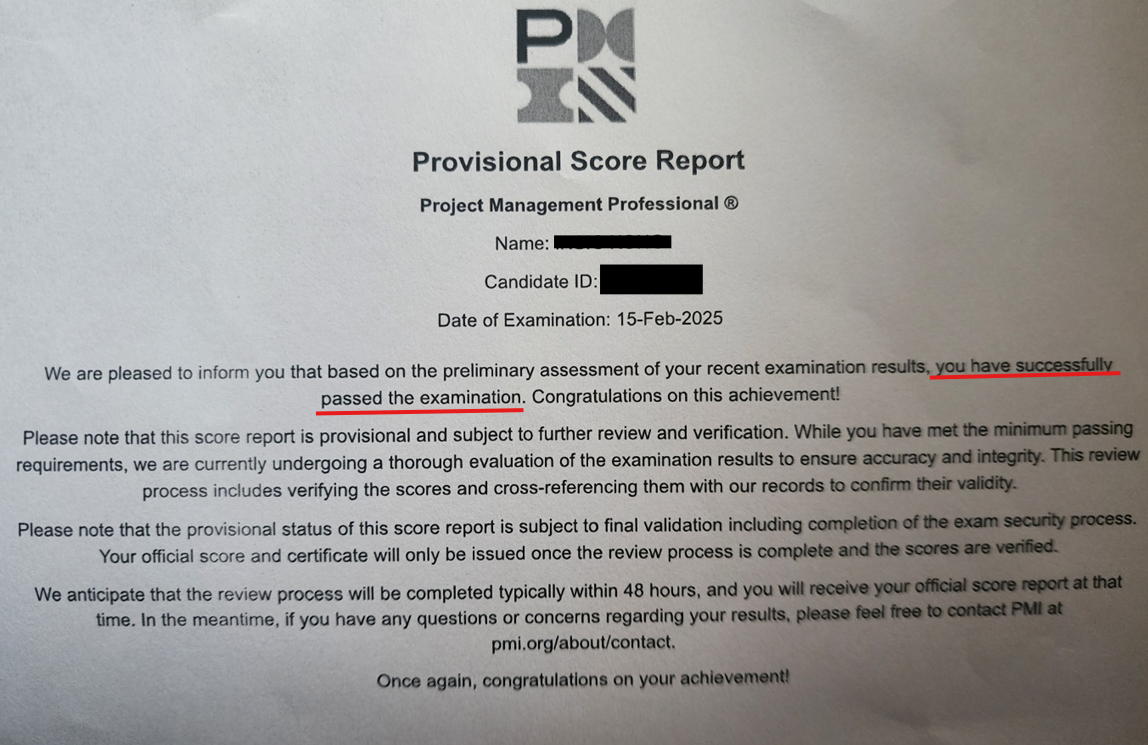 PM
Provisional Score Report
Project Management Professional ®
Name:
Candidate ID:
Date of Examination: 15-Feb-2025
We are pleased to inform you that based on the preliminary assessment of your recent examination results, you have successfully
passed the examination. Congratulations on this achievement!
Please note that this score report is provisional and subject to further review and verification. While you have met the minimum passing
requirements, we are currently undergoing a thorough evaluation of the examination results to ensure accuracy and integrity. This review
process includes verifying the scores and cross-referencing them with our records to confirm their validity.
Please note that the provisional status of this score report is subject to final validation including completion of the exam security process.
Your official score and certificate will only be issued once the review process is complete and the scores are verified.
We anticipate that the review process will be completed typically within 48 hours, and you will receive your official score report at that
time. In the meantime, if you have any questions or concerns regarding your results, please feel free to contact PMI at
pmi.org/about/contact.
Once again, congratulations on your achievement!